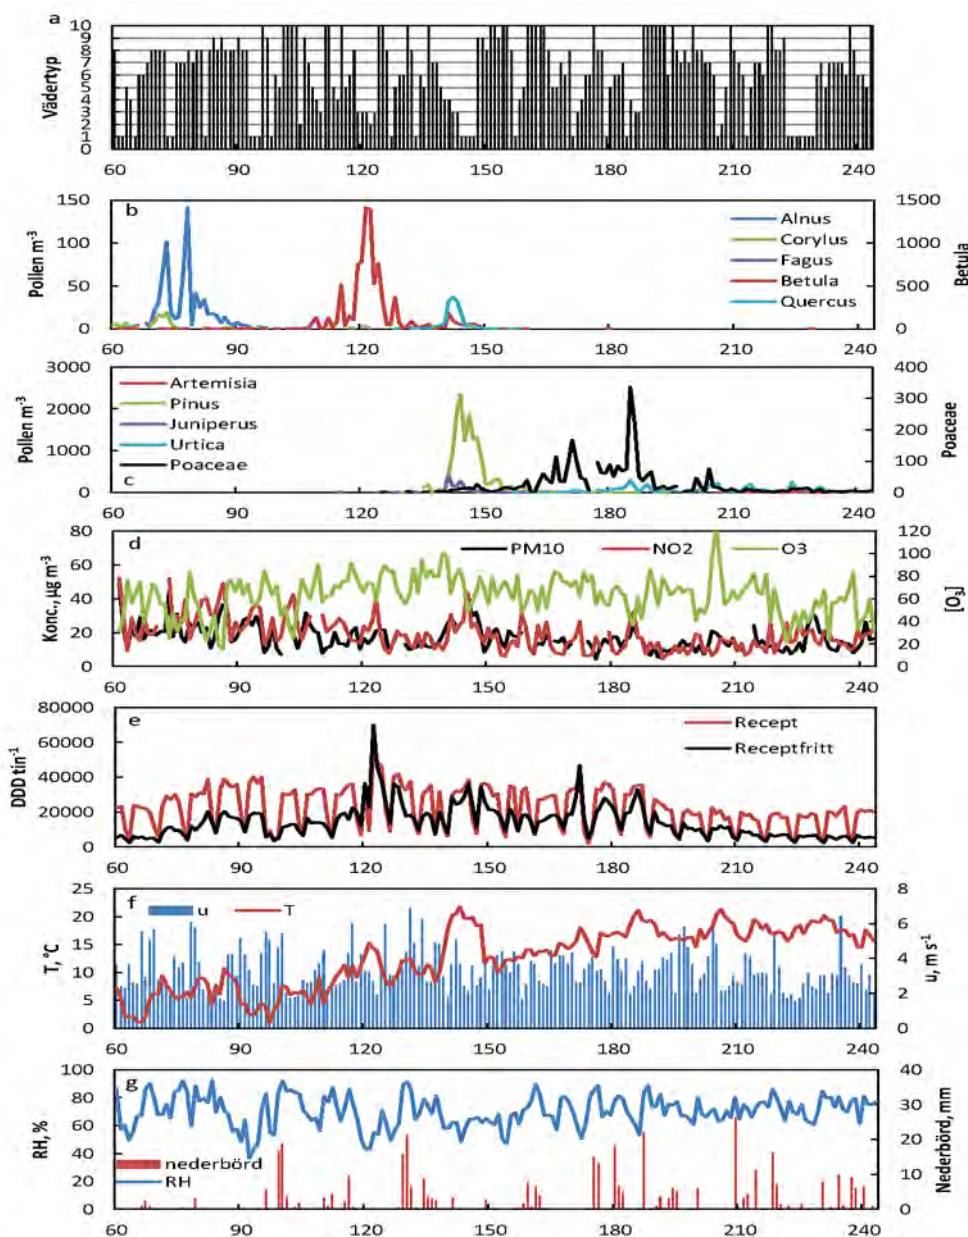 a
Vädertyp
10
9
8
7
6
5
4
3
2
1
0
60 90 120 150 180 210 240
b
Pollen m-3
150
100
50
0
Alnus
Corylus
Fagus
Betula
Quercus
1500
1000
500
0
Betula
60 90 120 150 180 210 240
Pollen m-3
3000
2000
1000
0
Artemisia
Pinus
Juniperus
Urtica
Poaceae
c
400
300
200
100
0
Poaceae
60 90 120 150 180 210 240
d
Konc., µg m-3
80
60
40
20
0
PM10 NO2 O3
120
100
80
60
40
20
0
[O3]
60 90 120 150 180 210 240
e
DDD tin-1
80000
60000
40000
20000
0
Recept
Receptfritt
60 90 120 150 180 210 240
f
T, °C
25
20
15
10
5
0
u T
8
6
4
2
0
u, m s-1
60 90 120 150 180 210 240
g
RH, %
100
80
60
40
20
0
nederbörd
RH
40
30
20
10
0
Nederbörd, mm
60 90 120 150 180 210 240